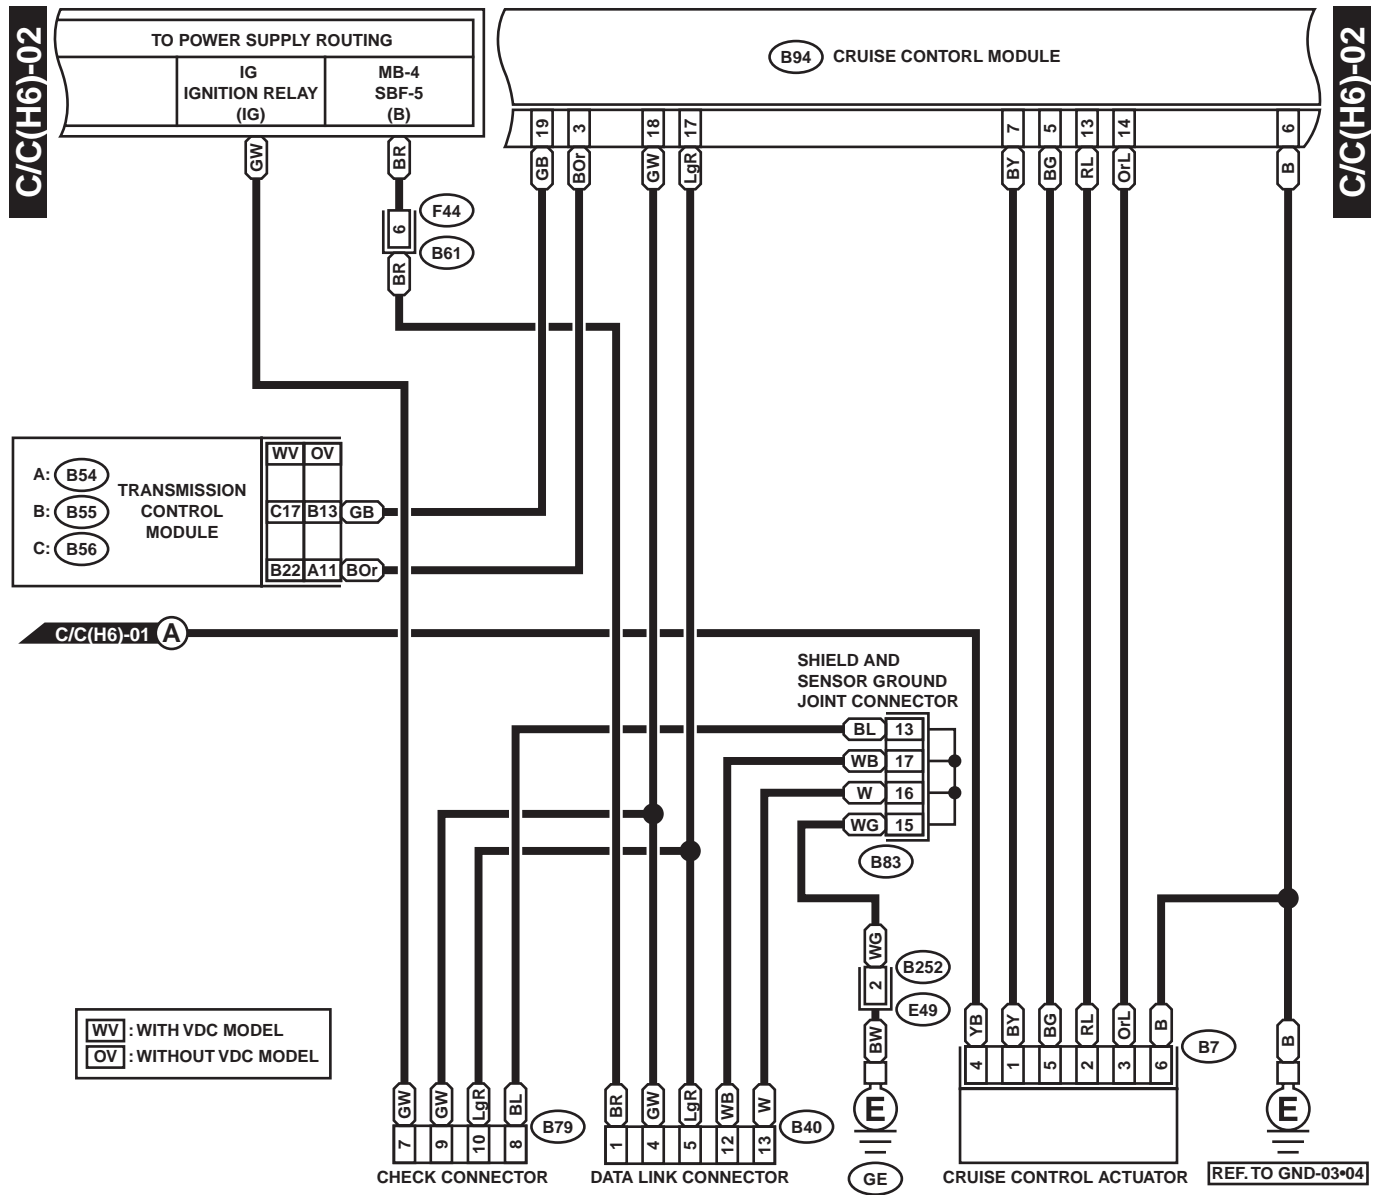 C/C(H6)-02
TO POWER SUPPLY ROUTING
IG
IGNITION RELAY
(IG)
MB-4
SBF-5
(B)
B94 CRUISE CONTORL MODULE
C/C(H6)-02
19 3 18 17 7 5 13 14 6
GW BR GB BOr GW LgR BY BG RL OrL B
6 F44
B61
BR
A: B54
B: B55
C: B56
TRANSMISSION
CONTROL
MODULE
WV OV
C17 B13 GB
B22 A11 BOr
C/C(H6)-01 A
SHIELD AND
SENSOR GROUND
JOINT CONNECTOR
BL 13
WB 17
W 16
WG 15
B83
WG
2 B252
E49
BW
E
GE
WV : WITH VDC MODEL
OV : WITHOUT VDC MODEL
GW GW LgR BL B79
7 9 10 8
CHECK CONNECTOR
BR GW LgR WB W B40
1 4 5 12 13
DATA LINK CONNECTOR
YB BY BG RL OrL B B7
4 1 5 2 3 6
CRUISE CONTROL ACTUATOR
B
E
REF. TO GND-03•04